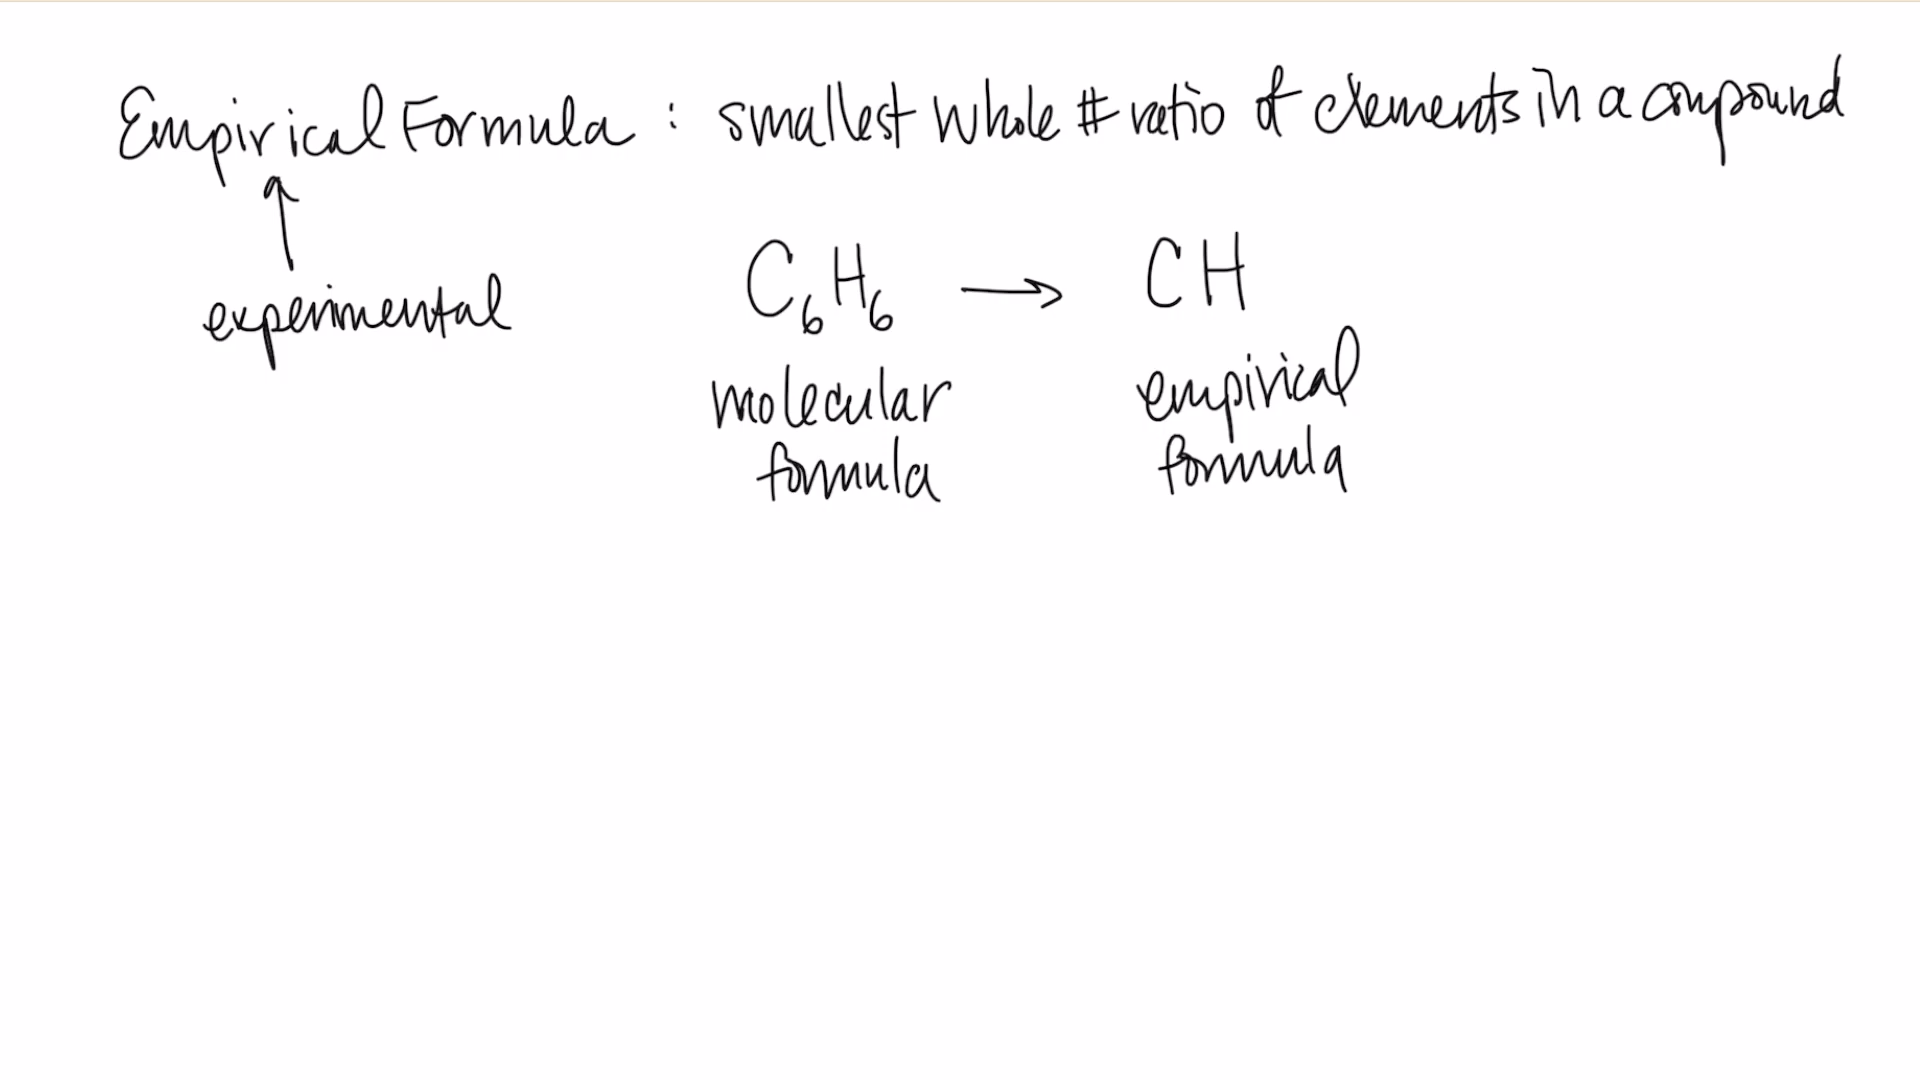 Empirical Formula : smallest whole # ratio of elements in a compound
experimental
C₆H₆ → CH
molecular formula
empirical formula